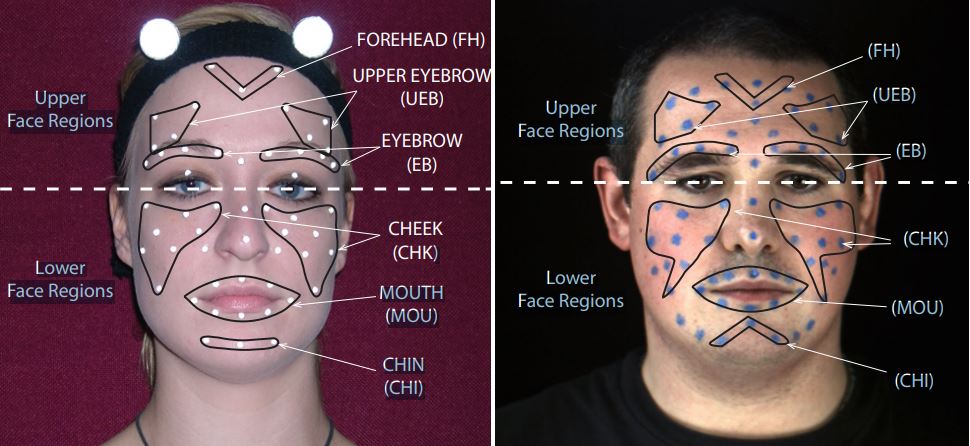 FOREHEAD (FH)
UPPER EYEBROW
(UEB)
Upper
Face Regions
EYEBROW
(EB)
CHEEK
(CHK)
Lower
Face Regions
MOUTH
(MOU)
CHIN
(CHI)
(FH)
(UEB)
Upper
Face Regions
(EB)
(CHK)
Lower
Face Regions
(MOU)
(CHI)